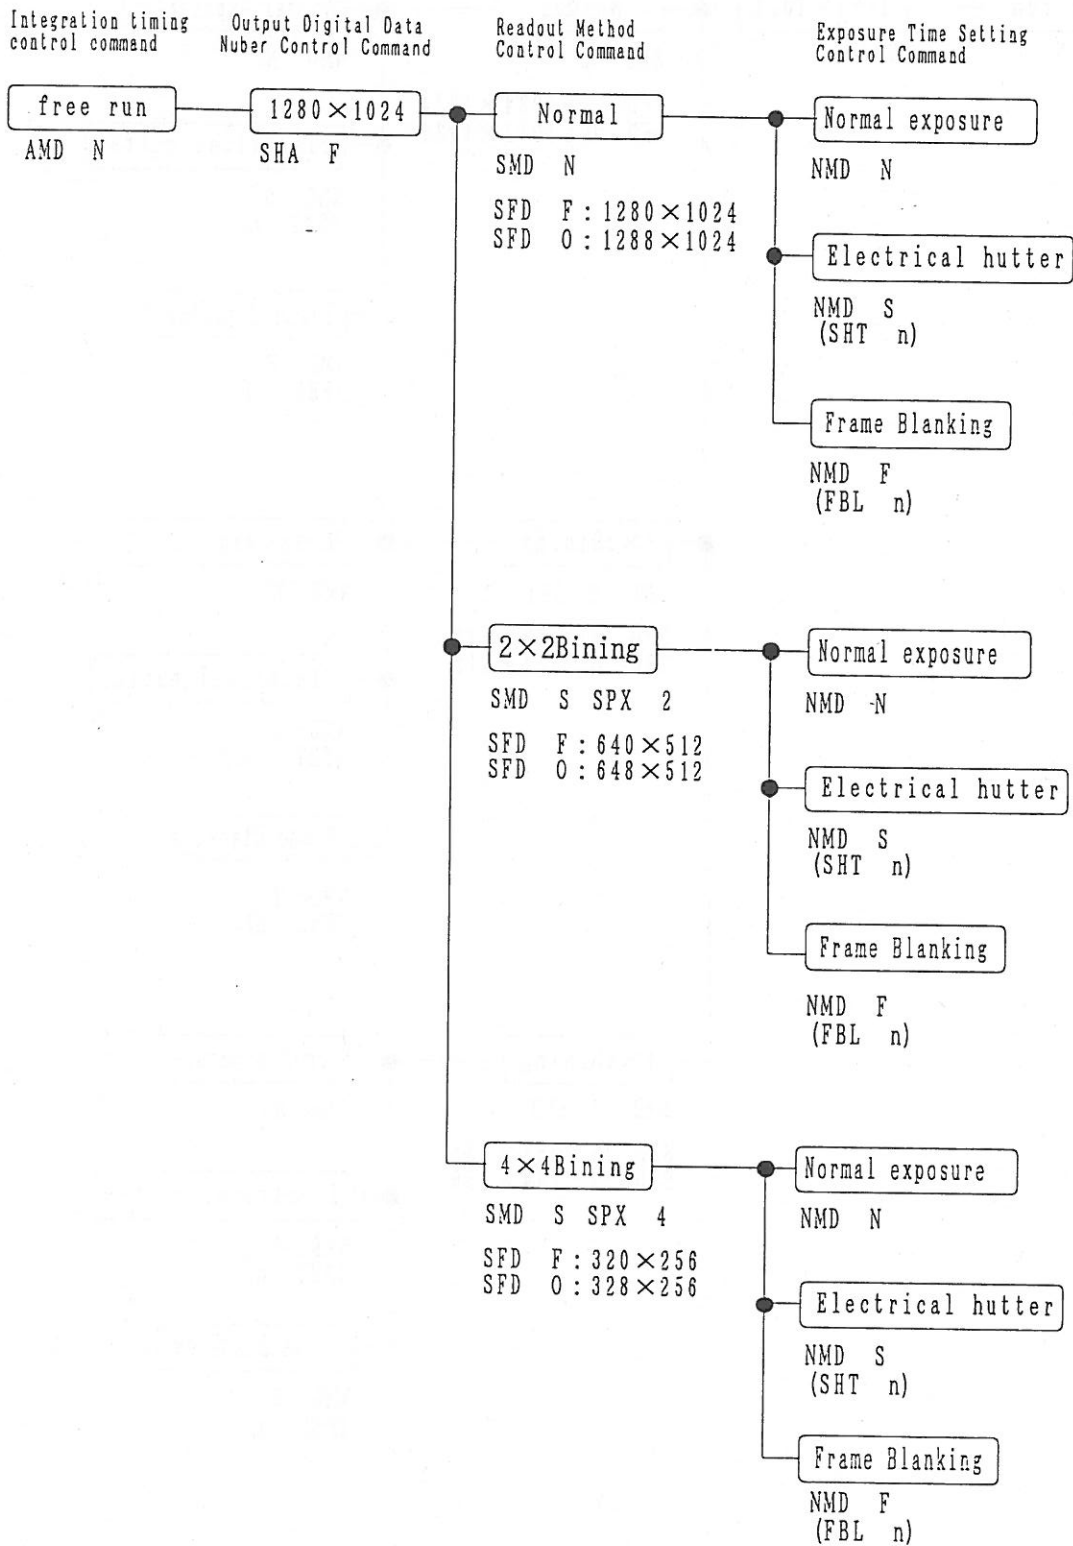 Integration timing
control command
Output Digital Data
Nuber Control Command
Readout Method
Control Command
Exposure Time Setting
Control Command
free run
AMD N
1280×1024
SHA F
Normal
SMD N
SFD F:1280×1024
SFD O:1288×1024
Normal exposure
NMD N
Electrical hutter
NMD S
(SHT n)
Frame Blanking
NMD F
(FBL n)
2×2Bining
SMD S SPX 2
SFD F:640×512
SFD O:648×512
Normal exposure
NMD N
Electrical hutter
NMD S
(SHT n)
Frame Blanking
NMD F
(FBL n)
4×4Bining
SMD S SPX 4
SFD F:320×256
SFD O:328×256
Normal exposure
NMD N
Electrical hutter
NMD S
(SHT n)
Frame Blanking
NMD F
(FBL n)